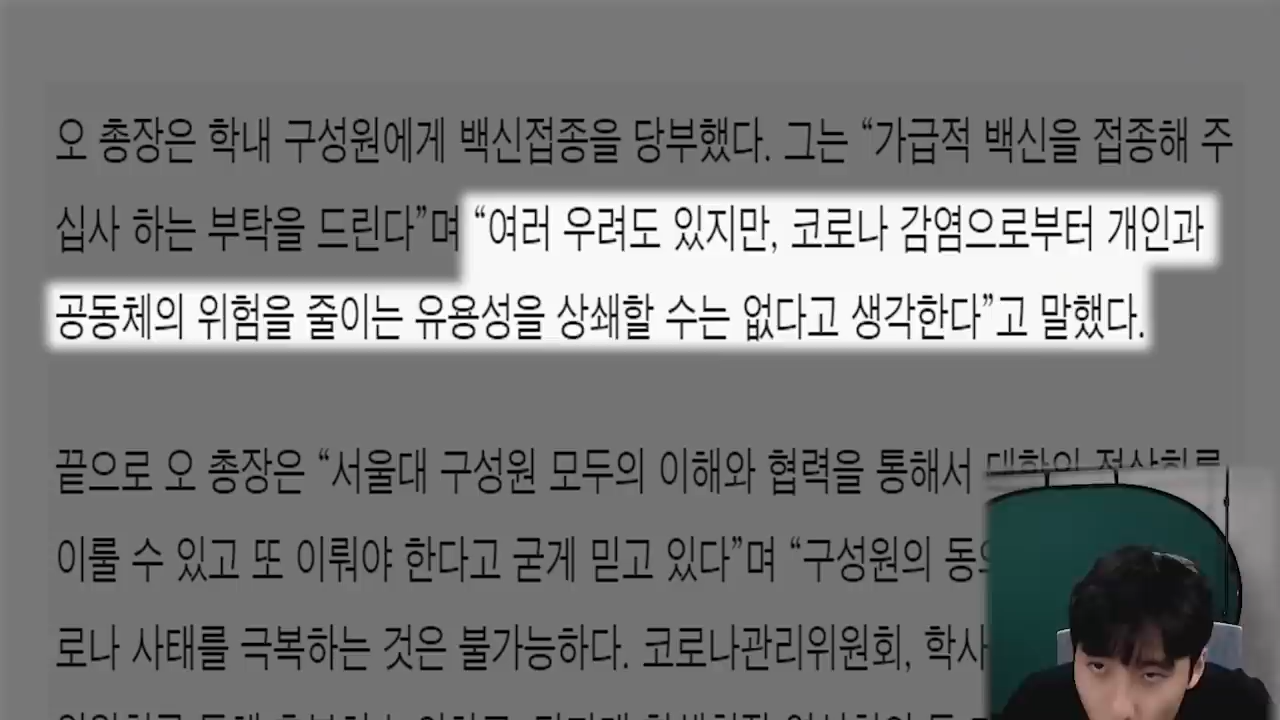 오 총장은 학내 구성원에게 백신접종을 당부했다. 그는 “가급적 백신을 접종해 주
십사 하는 부탁을 드린다”며 “여러 우려도 있지만, 코로나 감염으로부터 개인과
공동체의 위험을 줄이는 유용성을 상쇄할 수는 없다고 생각한다”고 말했다.
끝으로 오 총장은 “서울대 구성원 모두의 이해와 협력을 통해서 대학의 정상화를
이룰 수 있고 또 이뤄야 한다고 굳게 믿고 있다”며 “구성원의
로나 사태를 극복하는 것은 불가능하다. 코로나관리위원회, 학사